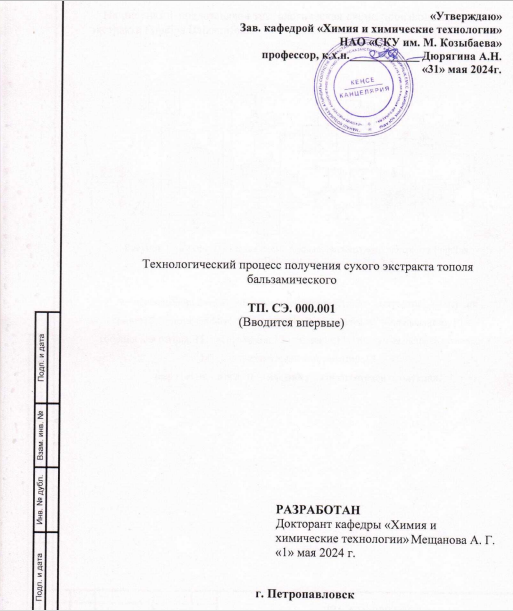 «Утверждаю»
Зав. кафедрой «Химия и химические технологии»
НАО «СКУ им. М. Козыбаева»
профессор, к.х.н. Дюрягина А.Н.
«31» мая 2024г.
КЕҢСЕ
КАНЦЕЛЯРИЯ
Технологический процесс получения сухого экстракта тополя
бальзамического
ТП. СЭ. 000.001
(Вводится впервые)
Подп. и дата
Взам. инв. №
Инв. № дубл.
Подп. и дата
РАЗРАБОТАН
Докторант кафедры «Химия и
химические технологии» Мещанова А. Г.
«1» мая 2024 г.
г. Петропавловск